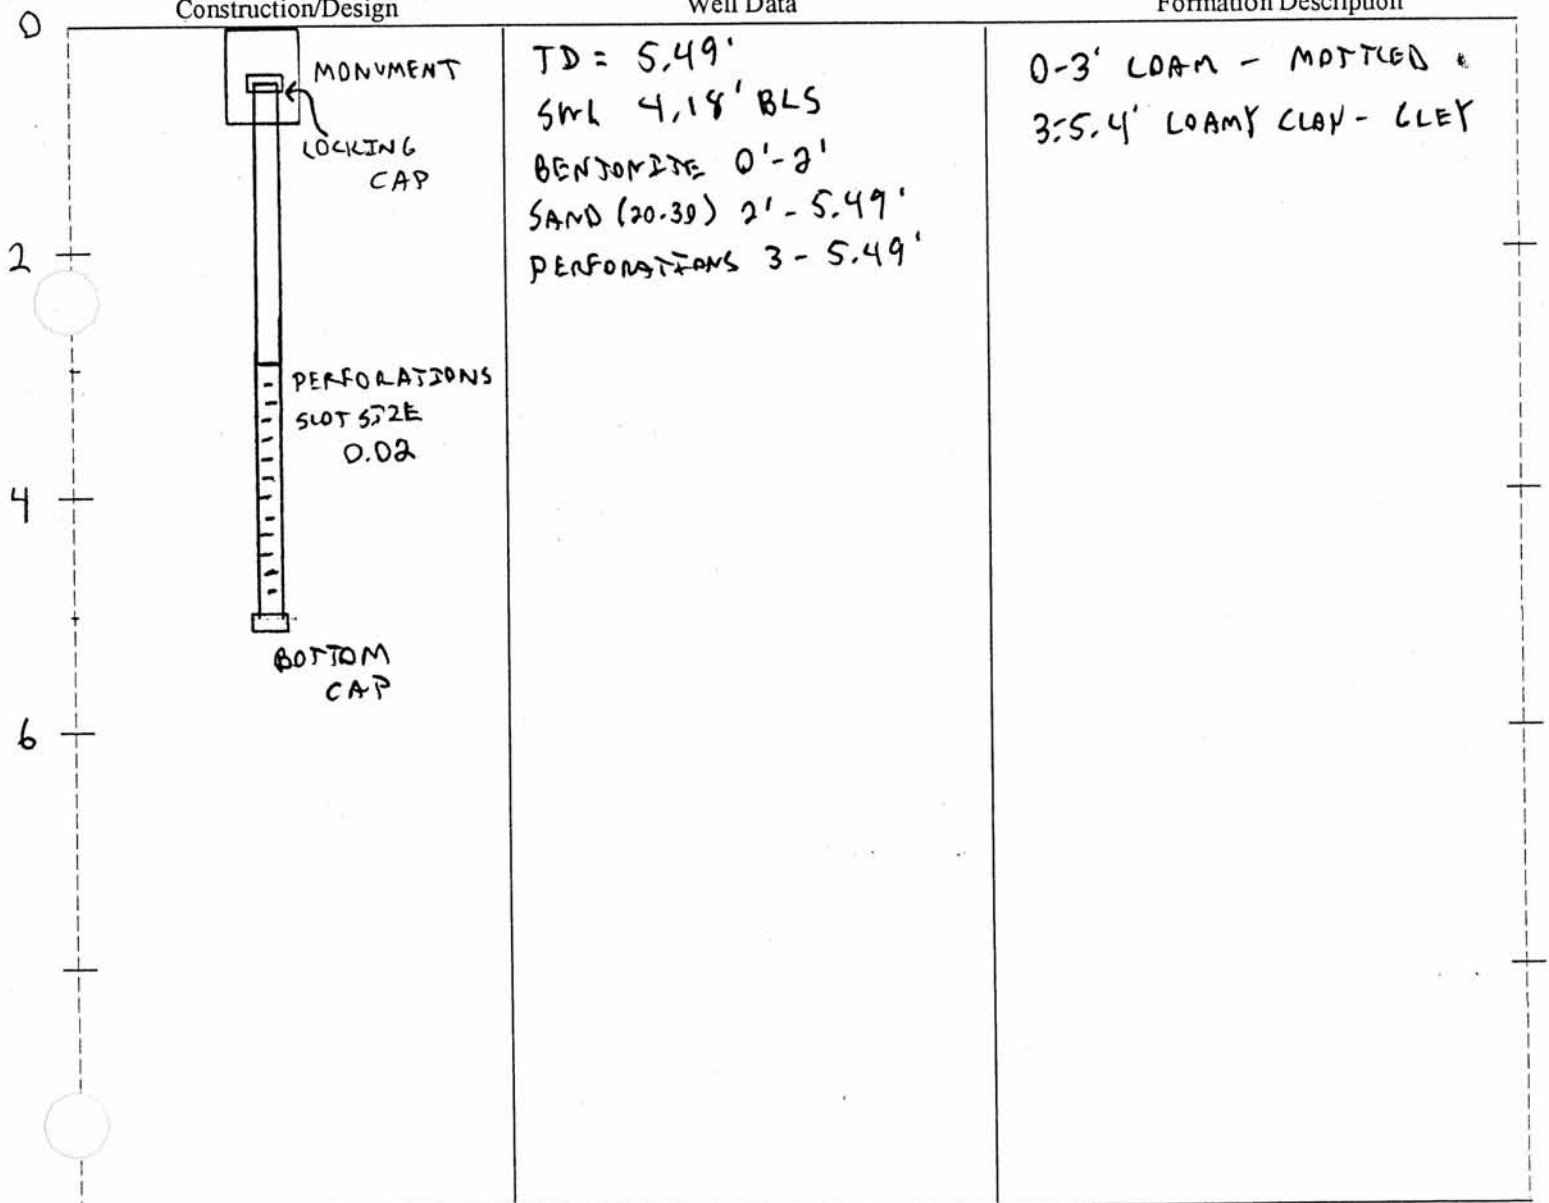 Construction/Design
Well Data
Formation Description
0
MONUMENT
LOCKING
CAP
2
PERFORATIONS
SLOT SIZE
0.02
4
BOTTOM
CAP
6
TD = 5.49'
SWL 4.18' BLS
BENTONITE 0'-2'
SAND (20-30) 2' - 5.49'
PERFORATIONS 3 - 5.49'
0-3' LOAM - MOTTLED
3-5.4' LOAMY CLAY - GLEY